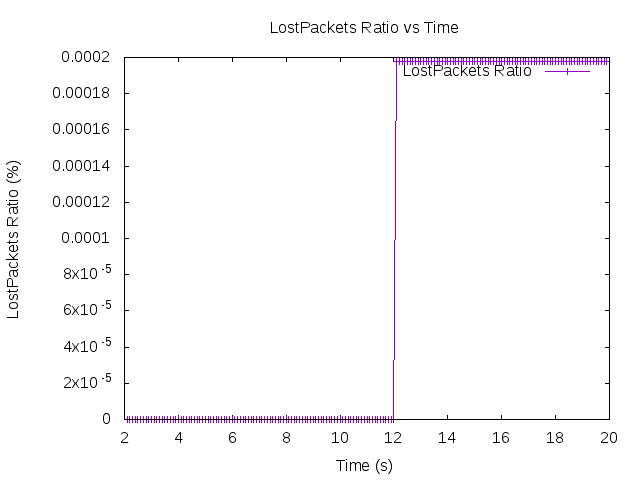 LostPackets Ratio vs Time
LostPackets Ratio
LostPackets Ratio (%)
0.0002
0.00018
0.00016
0.00014
0.00012
0.0001
8x10⁻⁵
6x10⁻⁵
4x10⁻⁵
2x10⁻⁵
0
2 4 6 8 10 12 14 16 18 20
Time (s)